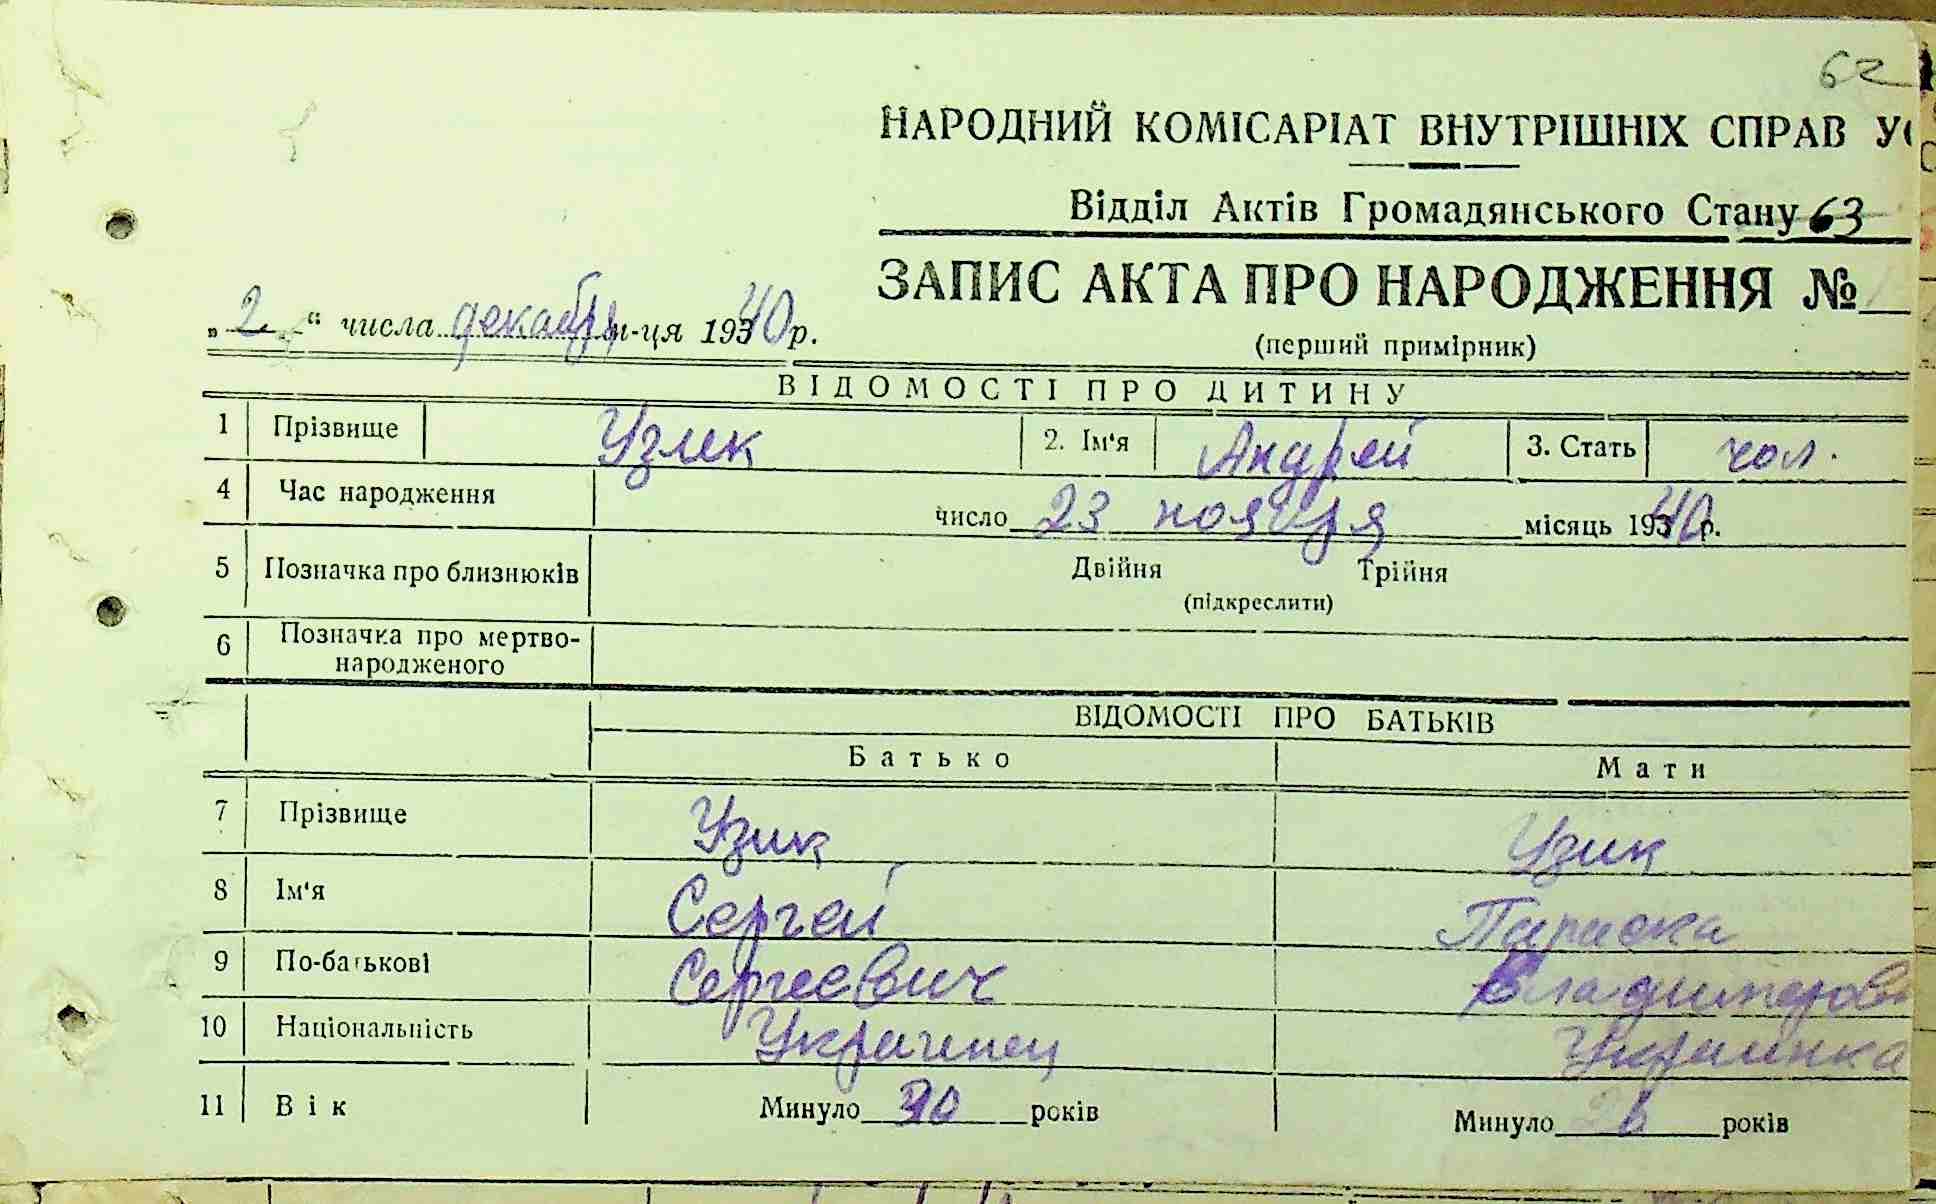 62
НАРОДНИЙ КОМІСАРІАТ ВНУТРІШНІХ СПРАВ УС
Відділ Актів Громадянського Стану 63
ЗАПИС АКТА ПРО НАРОДЖЕННЯ №
„2“ числа декабря м-ця 1940 р.
(перший примірник)
ВІДОМОСТІ ПРО ДИТИНУ
1 Прізвище Узик 2. Ім'я Андрей 3. Стать чол.
4 Час народження число 23 ноября місяць 1940 р.
5 Позначка про близнюків Двійня Трійня
(підкреслити)
6 Позначка про мертво-
народженого
ВІДОМОСТІ ПРО БАТЬКІВ
Батько Мати
7 Прізвище Узик Узик
8 Ім'я Сергей Параска
9 По-батькові Сергеевич Владимеров
10 Національність Украинец Украинка
11 Вік Минуло років Минуло років